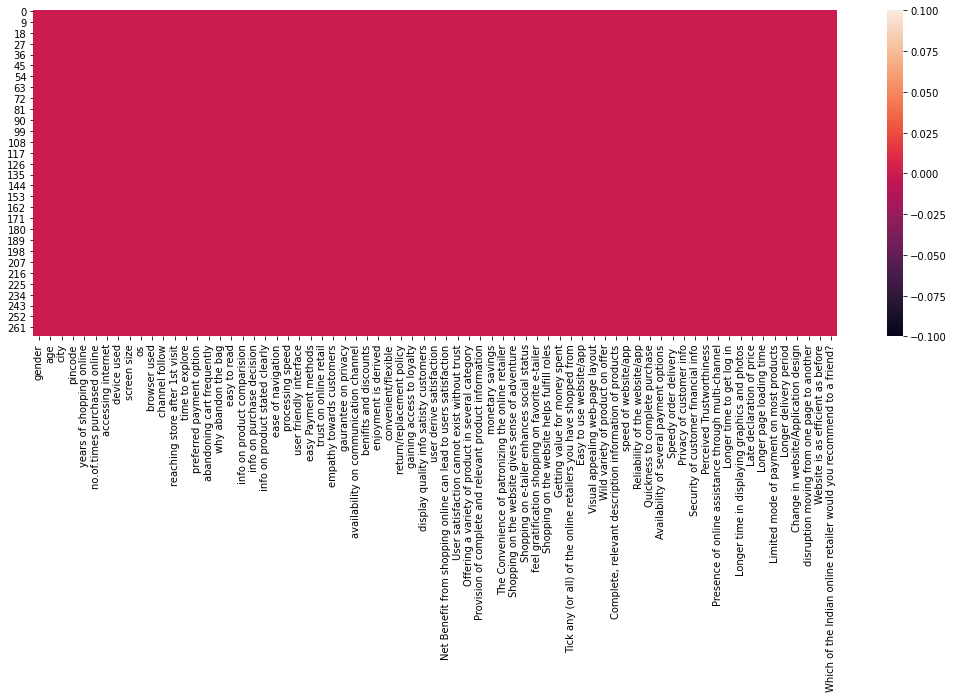 0
9
18
27
36
45
54
63
72
81
90
99
108
117
126
135
144
153
162
171
180
189
198
207
216
225
234
243
252
261
gender
age
city
pincode
years of shopping online
no.of.times purchased online
accessing internet
device used
screen size
os
browser used
channel follow
reaching store after 1st visit
time to explore
preferred payment option
abandoning cart frequently
why abandon the bag
easy to read
info on product comparision
info on purchase decision
info on product stated clearly
ease of navigation
processing speed
user friendly interface
easy Payment methods
trust on online retail
empathy towards customers
gaurantee on privacy
availability on communication channel
benifits and discounts
enjoyment is derived
convenient/flexible
return/replacement policy
gaining access to loyalty
display quality info satisty customers
user derive satisfaction
Net Benefit from shopping online can lead to users satisfaction
User satisfaction cannot exist without trust
Offering a variety of product in several category
Provision of complete and relevant product information
monetary savings
The Convenience of patronizing the online retailer
Shopping on the website gives sense of adventure
Shopping on e-tailer enhances social status
feel gratification shopping on favorite e-tailer
Shopping on the website helps fulfill roles
Getting value for money spent
Tick any (or all) of the online retailers you have shopped from
Easy to use website/app
Visual appealing web-page layout
Wild variety of product on offer
Complete, relevant description information of products
speed of website/app
Reliability of the website/app
Quickness to complete purchase
Availability of several payment options
Speedy order delivery
Privacy of customer info
Security of customer financial info
Perceived Trustworthiness
Presence of online assistance through multi-channel
Longer time to get log in
Longer time in displaying graphics and photos
Late declaration of price
Longer page loading time
Limited mode of payment on most products
Longer delivery period
Change in website/Application design
disruption moving from one page to another
Website is as efficient as before
Which of the Indian online retailer would you recommend to a friend?
0.100
0.075
0.050
0.025
0.000
−0.025
−0.050
−0.075
−0.100